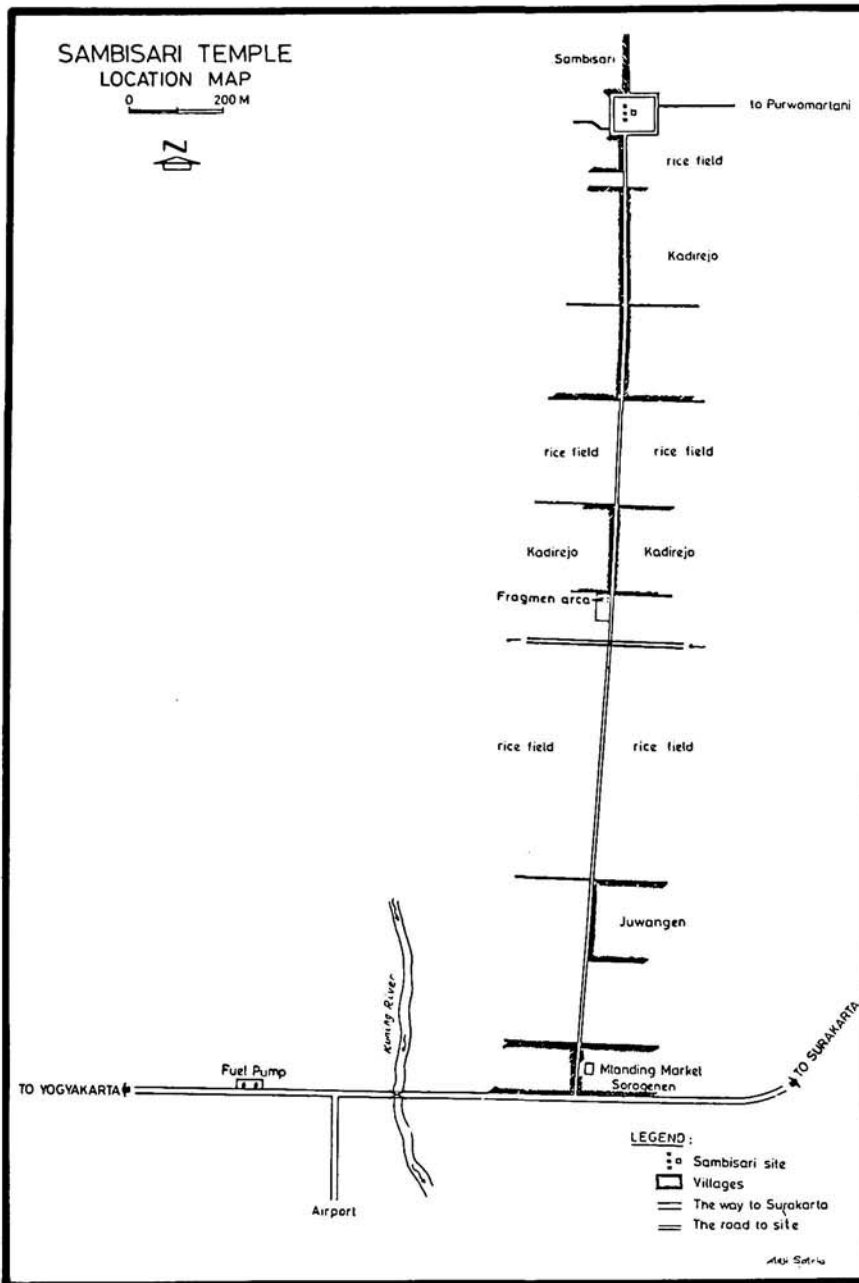 SAMBISARI TEMPLE
LOCATION MAP
0 200 M
N
Sambisari
to Purwomartani
rice field
Kadirejo
rice field rice field
Kadirejo Kadirejo
Fragmen arca
rice field rice field
Juwangen
Kuning River
TO SURAKARTA
Fuel Pump
Mlanding Market
Sorogenen
TO YOGYAKARTA
Airport
LEGEND:
Sambisari site
Villages
The way to Surakarta
The road to site